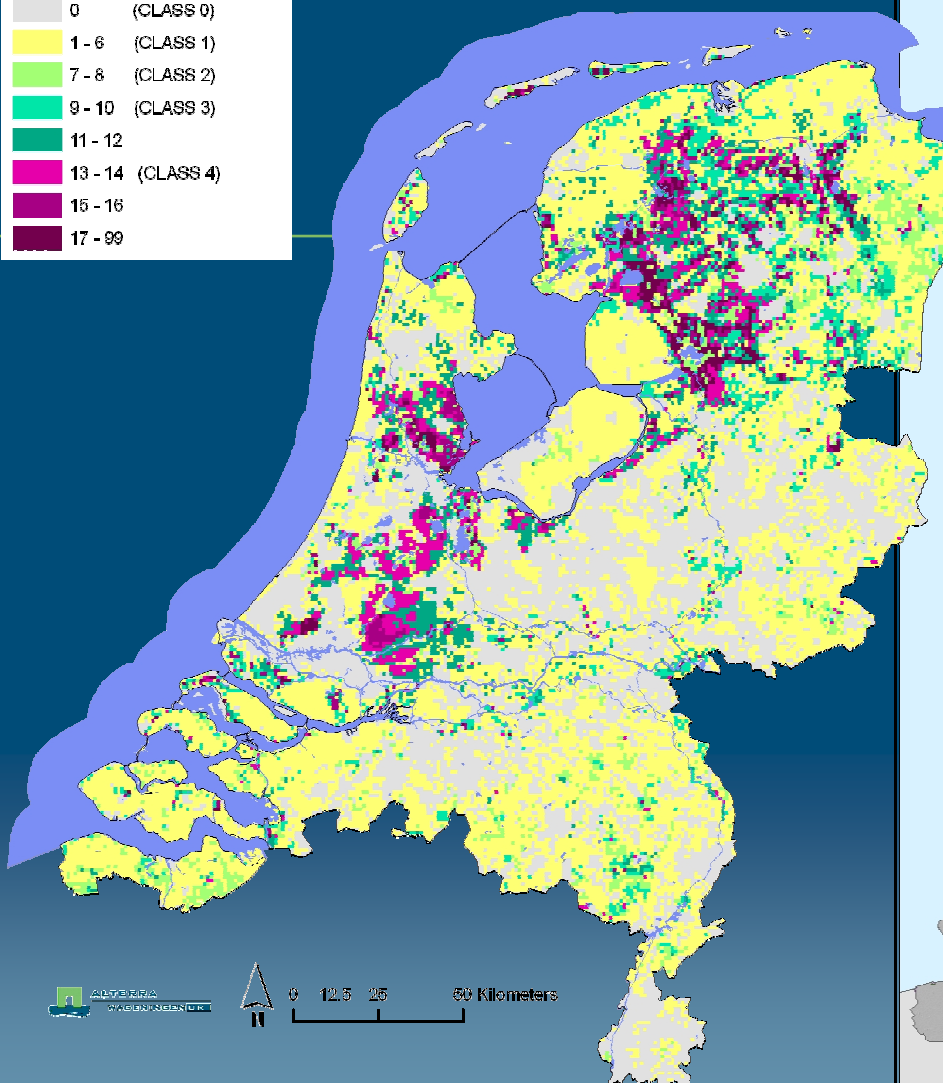 0 (CLASS 0)
1 - 6 (CLASS 1)
7 - 8 (CLASS 2)
9 - 10 (CLASS 3)
11 - 12
13 - 14 (CLASS 4)
15 - 16
17 - 99
ALTERRA
WAGENINGEN UR
N
0 12.5 25 50 Kilometers